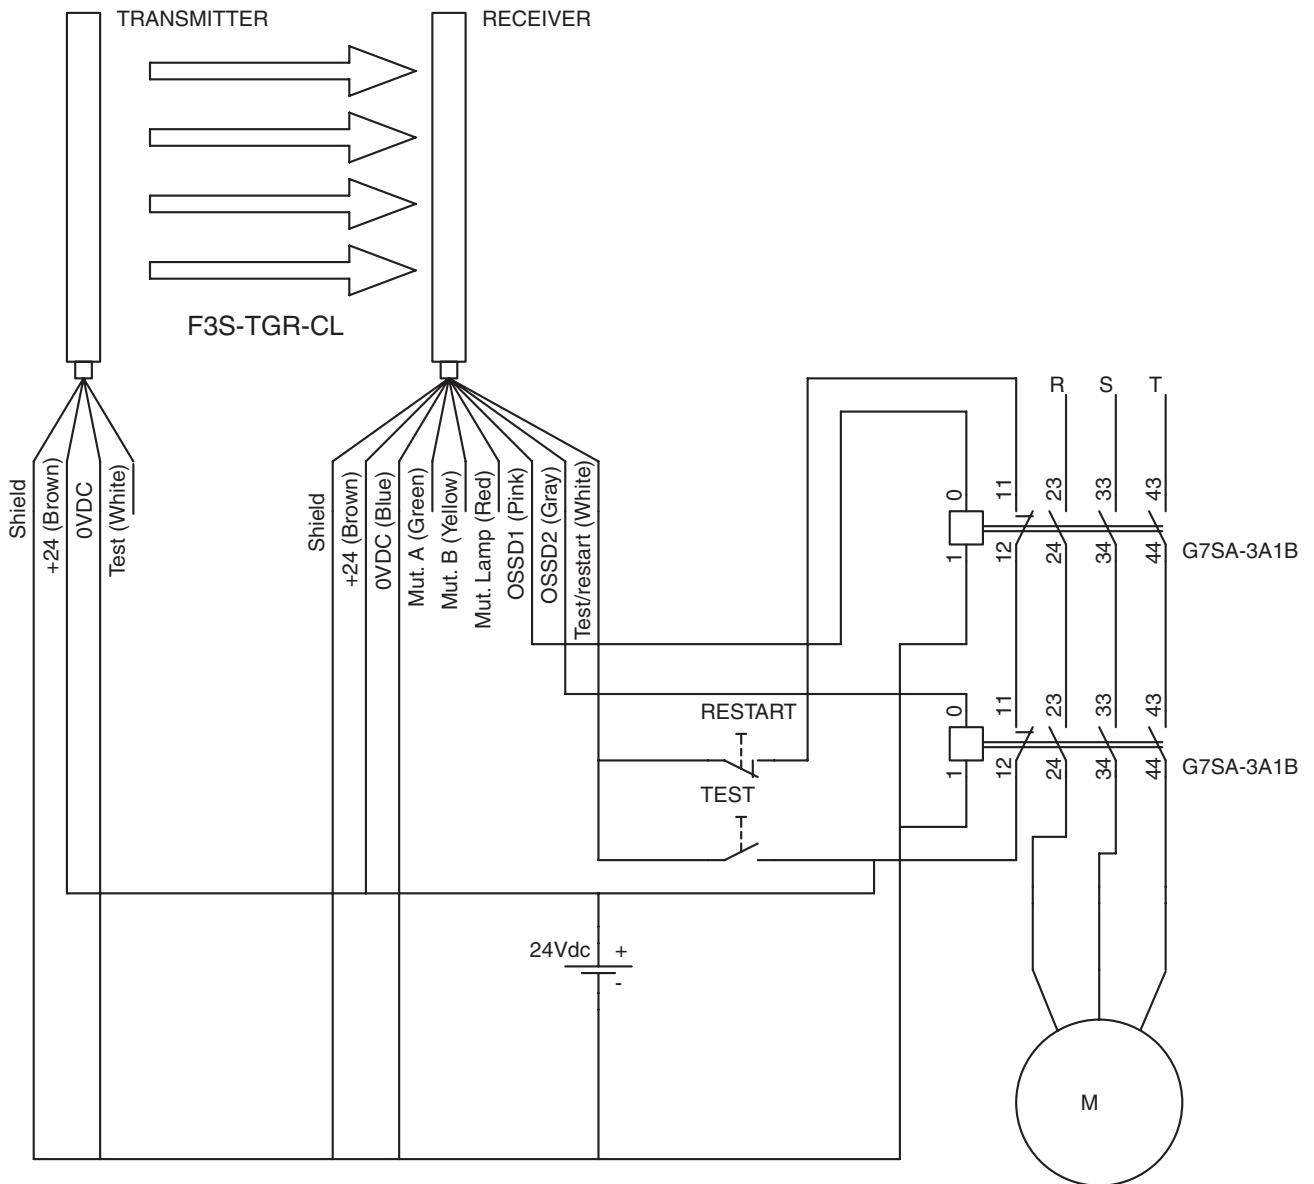 TRANSMITTER
RECEIVER
F3S-TGR-CL
Shield
+24 (Brown)
0VDC
Test (White)
Shield
+24 (Brown)
0VDC (Blue)
Mut. A (Green)
Mut. B (Yellow)
Mut. Lamp (Red)
OSSD1 (Pink)
OSSD2 (Gray)
Test/restart (White)
R S T
0 11 23 33 43
1 12 24 34 44
G7SA-3A1B
0 11 23 33 43
1 12 24 34 44
G7SA-3A1B
RESTART
TEST
24Vdc +
-
M